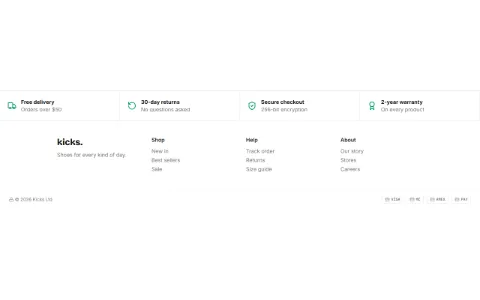 Free delivery
Orders over $50
30-day returns
No questions asked
Secure checkout
256-bit encryption
2-year warranty
On every product
kicks.
Shoes for every kind of day.
Shop
New in
Best sellers
Sale
Help
Track order
Returns
Size guide
About
Our story
Stores
Careers
© 2026 Kicks Ltd
VISA
MC
AMEX
PAY